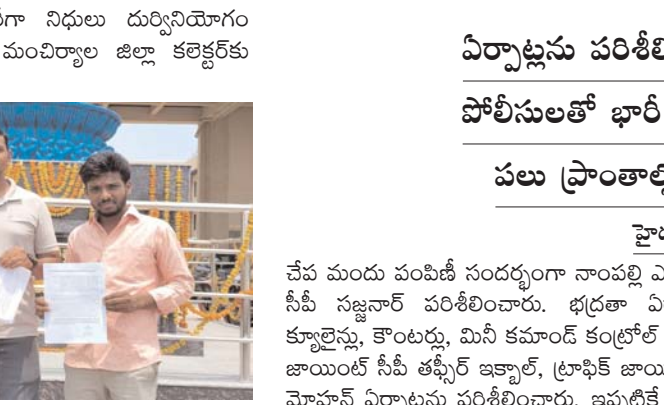 నిధులు దుర్వినియోగం
మంచిర్యాల జిల్లా కలెక్టర్‌కు
ఏర్పాట్లను
పోలీసులతో భారీ
పలు
చేప మందు పంపిణీ సందర్భంగా నాంపల్లి
సీపీ సజ్జనార్ పరిశీలించారు. భద్రతా
క్యూలైన్లు, కౌంటర్లు, మినీ కమాండ్ కంట్రోల్
జాయింట్ సీపీ తఫ్సీర్ ఇక్బాల్, ట్రాఫిక్
మోహన్ ఏర్పాట్లను పరిశీలించారు. ఇప్పటికే